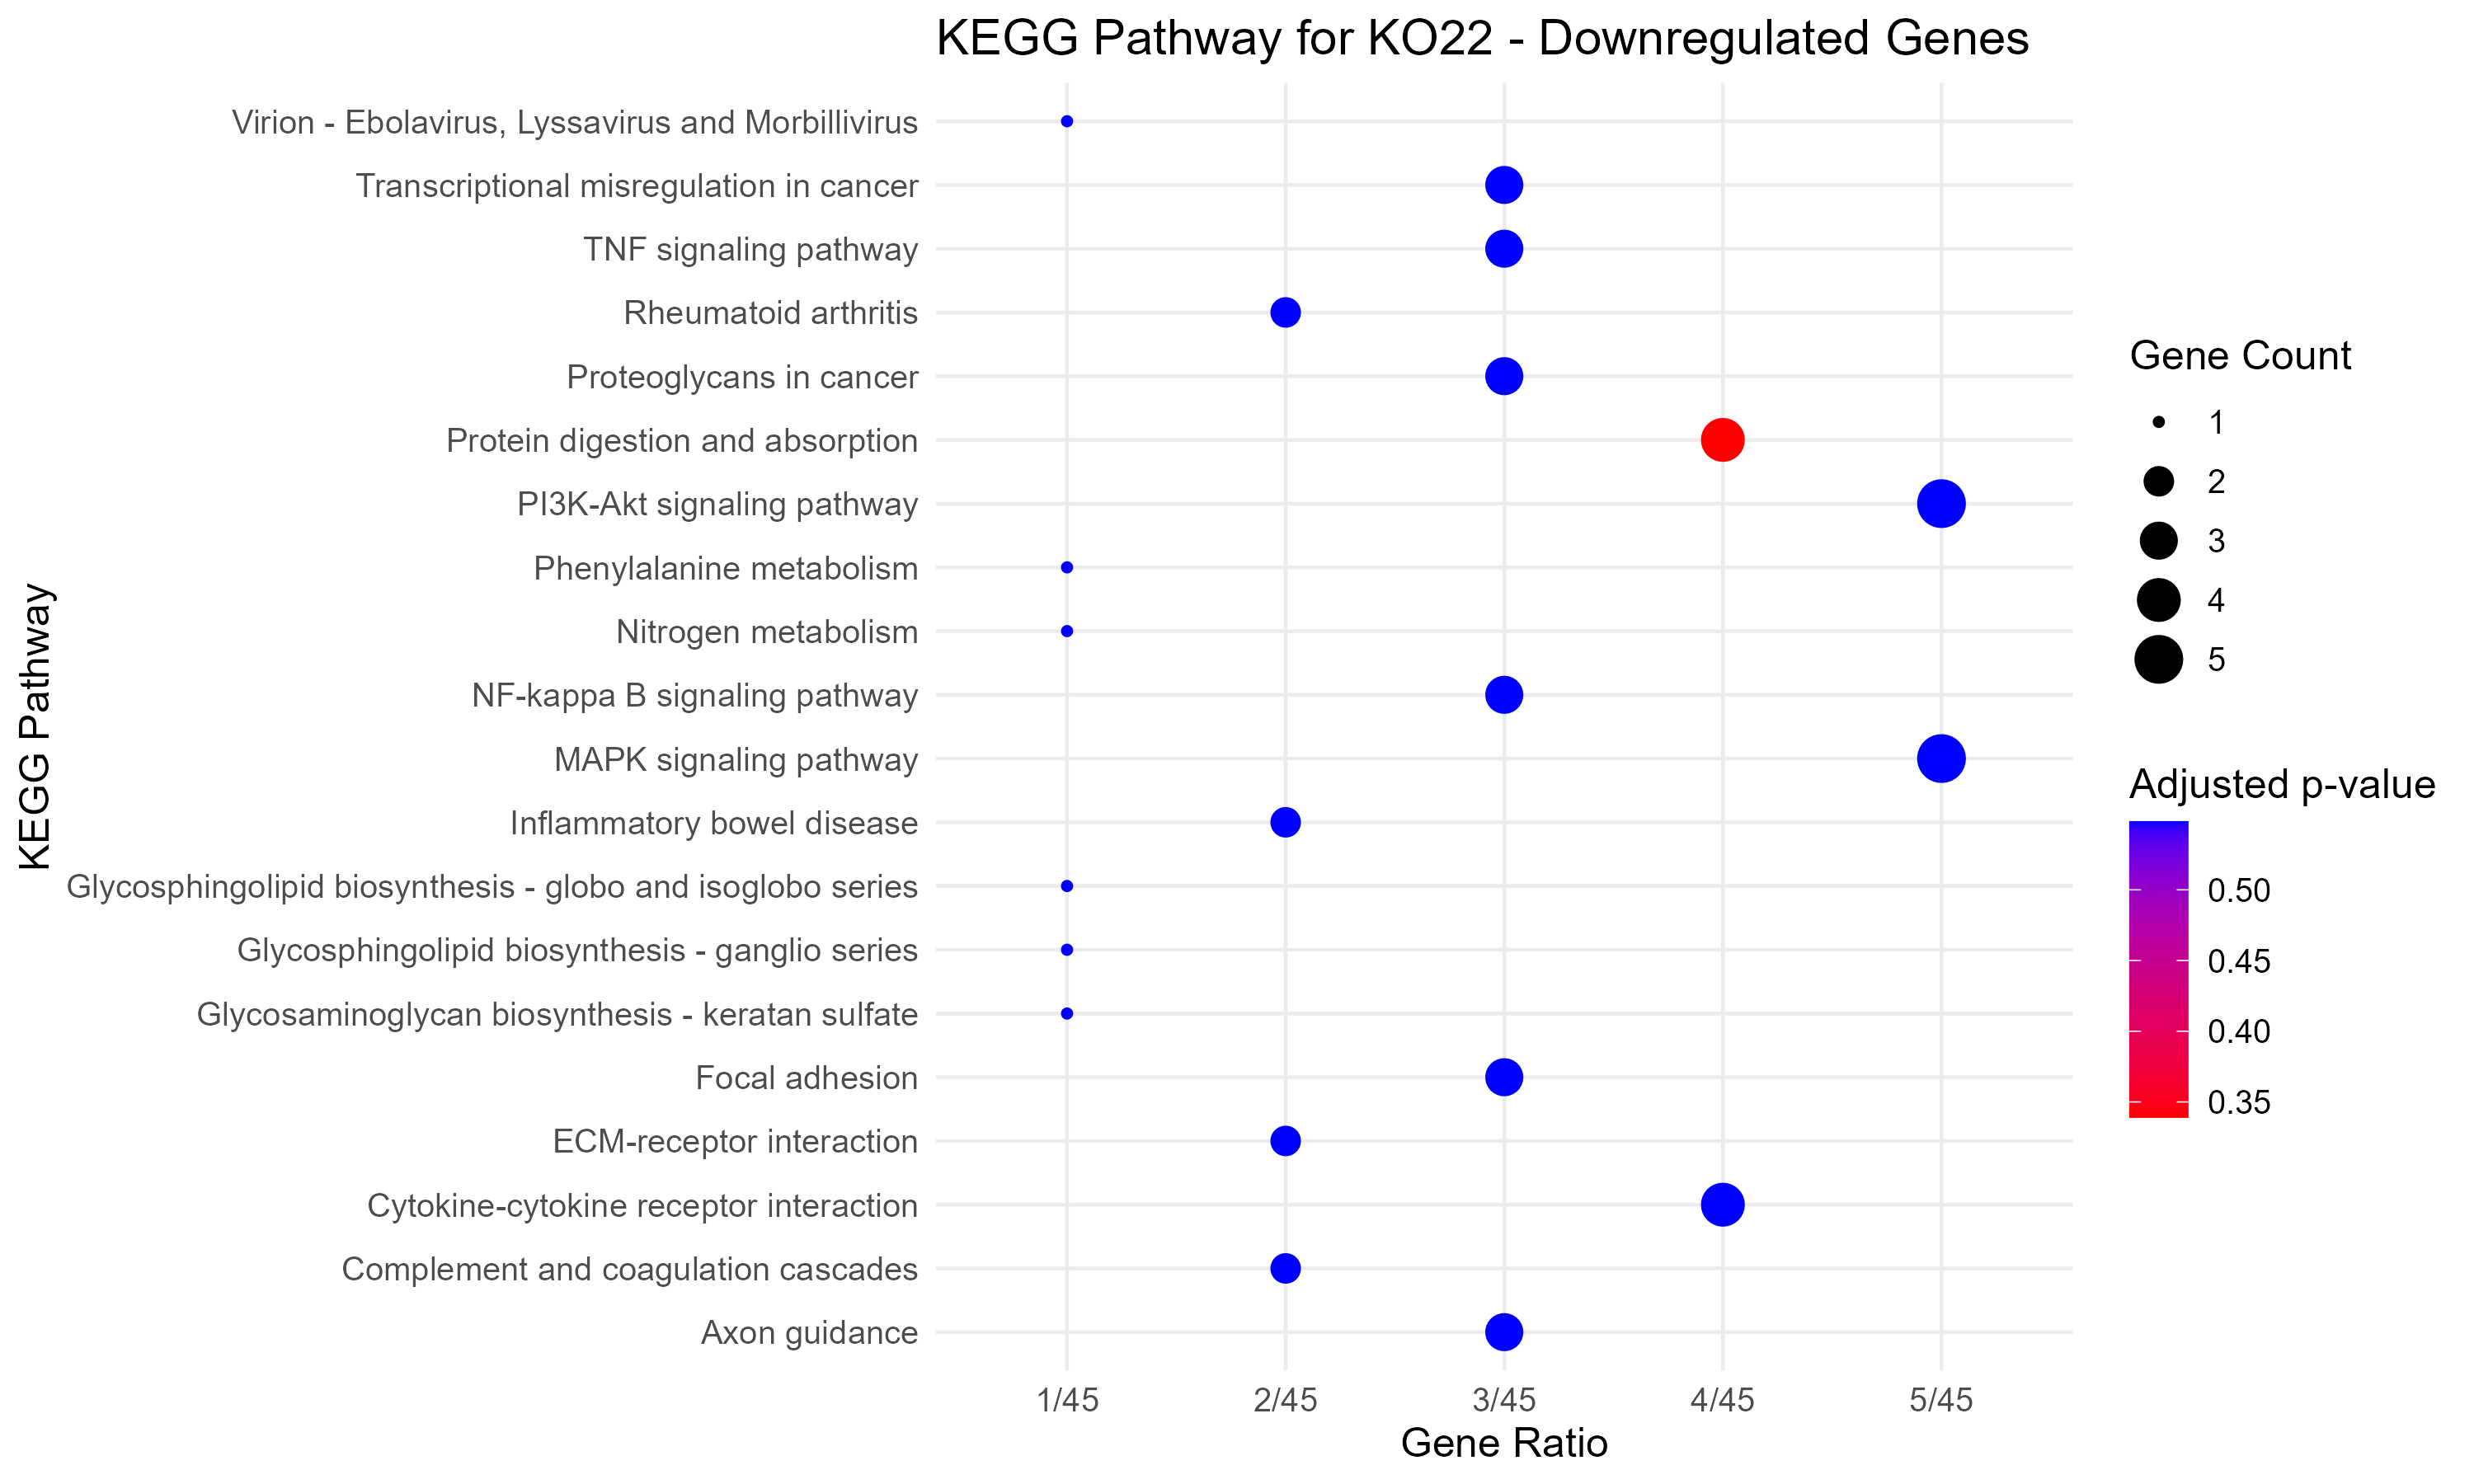 KEGG Pathway for KO22 - Downregulated Genes
KEGG Pathway
Virion - Ebolavirus, Lyssavirus and Morbillivirus
Transcriptional misregulation in cancer
TNF signaling pathway
Rheumatoid arthritis
Proteoglycans in cancer
Protein digestion and absorption
PI3K-Akt signaling pathway
Phenylalanine metabolism
Nitrogen metabolism
NF-kappa B signaling pathway
MAPK signaling pathway
Inflammatory bowel disease
Glycosphingolipid biosynthesis - globo and isoglobo series
Glycosphingolipid biosynthesis - ganglio series
Glycosaminoglycan biosynthesis - keratan sulfate
Focal adhesion
ECM-receptor interaction
Cytokine-cytokine receptor interaction
Complement and coagulation cascades
Axon guidance
1/45 2/45 3/45 4/45 5/45
Gene Ratio
Gene Count
1
2
3
4
5
Adjusted p-value
0.50
0.45
0.40
0.35